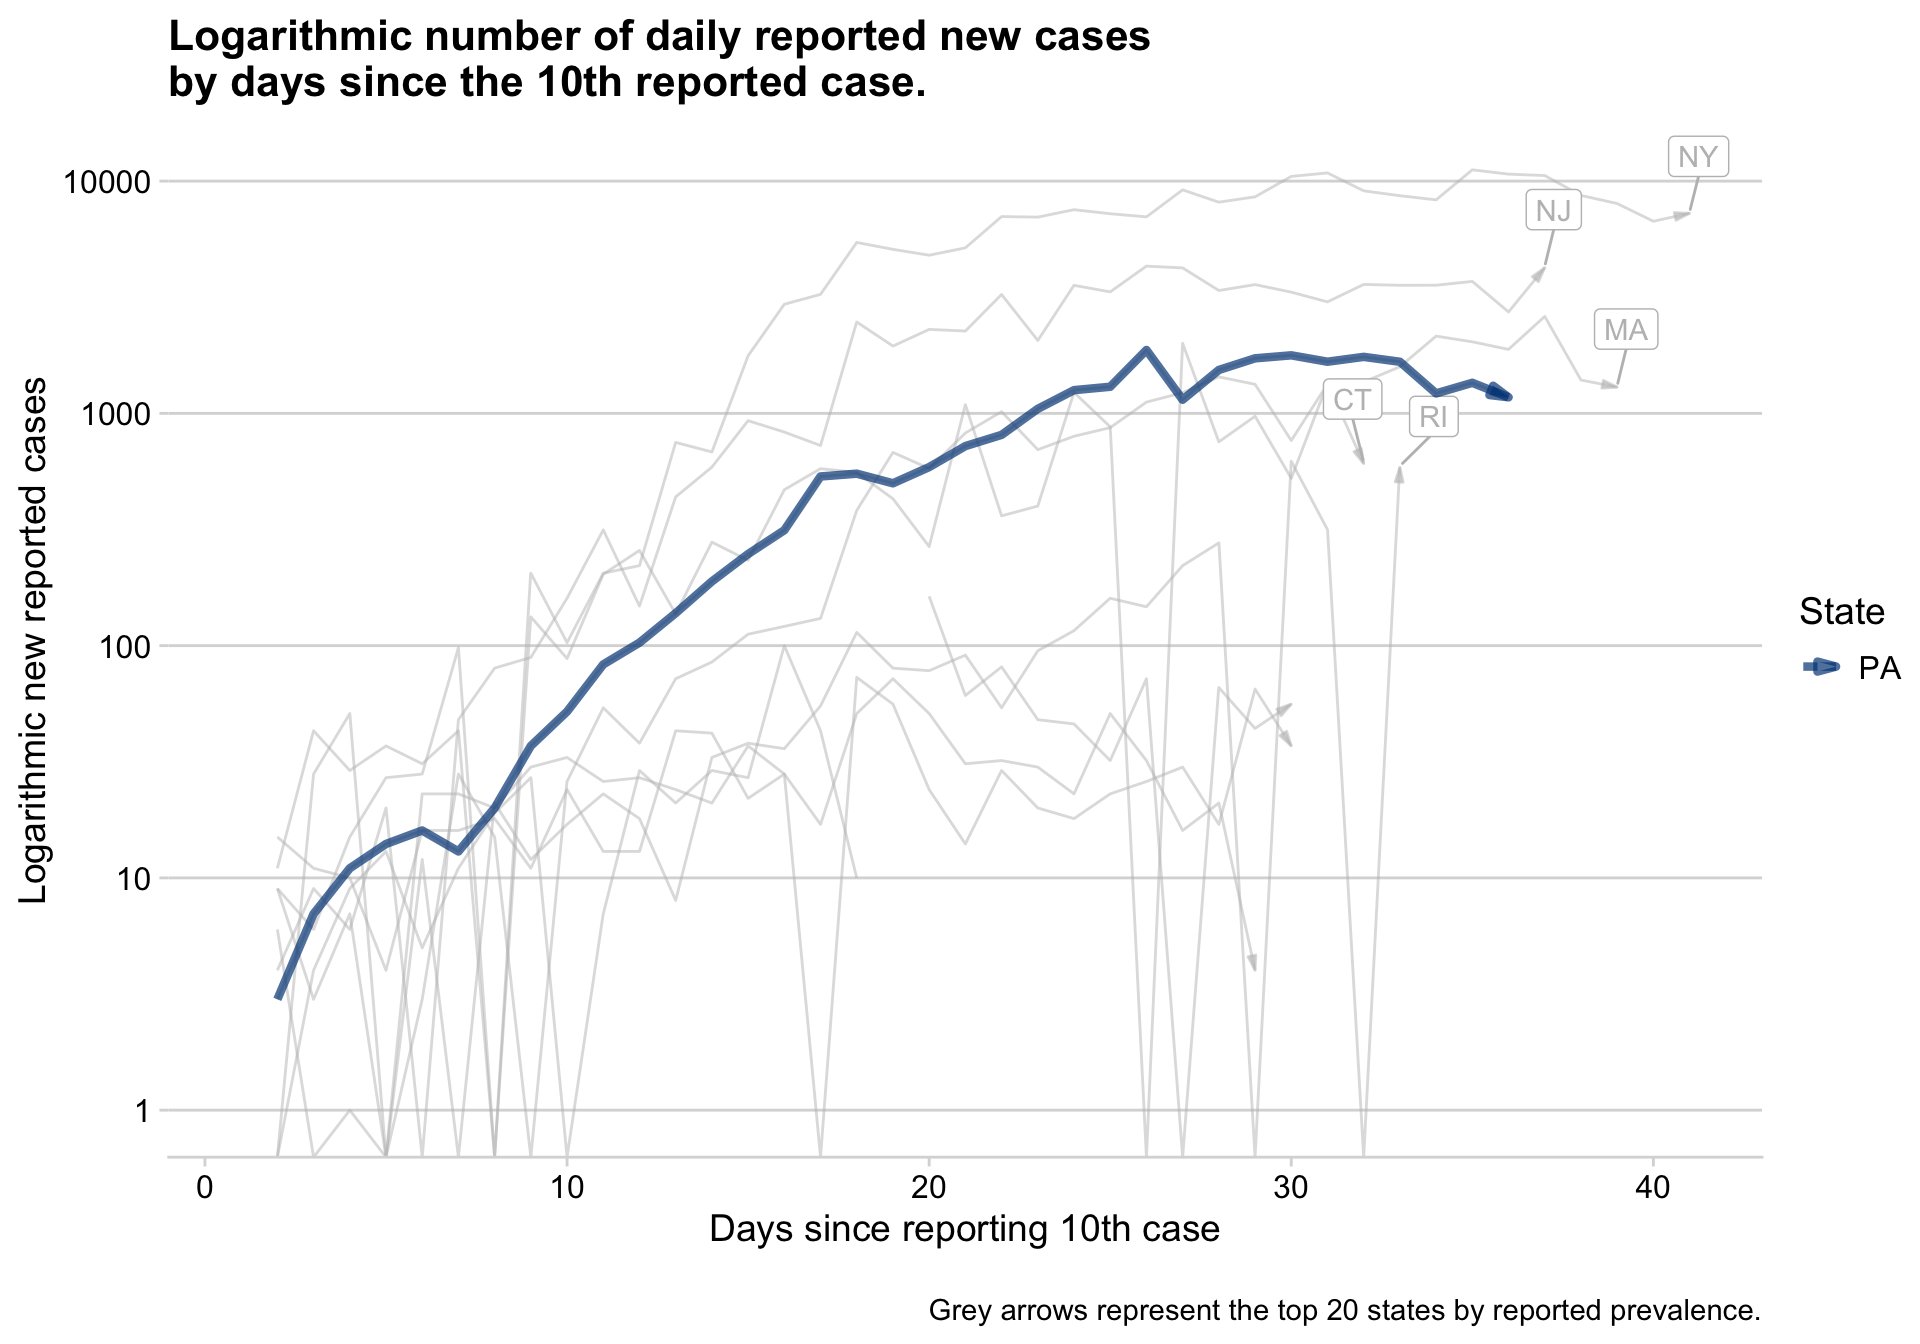 Logarithmic number of daily reported new cases
by days since the 10th reported case.
NY
10000
NJ
MA
CT
RI
1000
100
10
1
Logarithmic new reported cases
State
PA
0 10 20 30 40
Days since reporting 10th case
Grey arrows represent the top 20 states by reported prevalence.